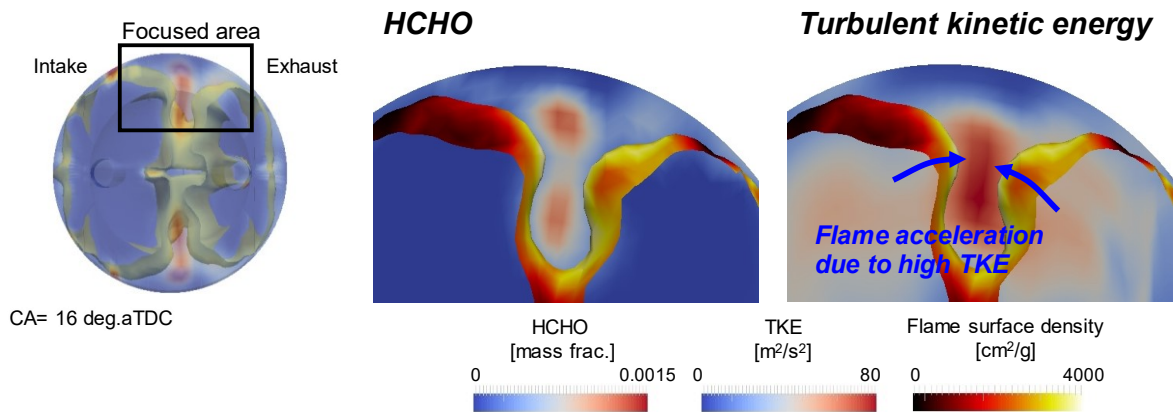 Focused area
Intake
Exhaust
CA= 16 deg.aTDC
HCHO
Turbulent kinetic energy
Flame acceleration
due to high TKE
HCHO
[mass frac.]
0
0.0015
TKE
[m²/s²]
0
80
Flame surface density
[cm²/g]
0
4000